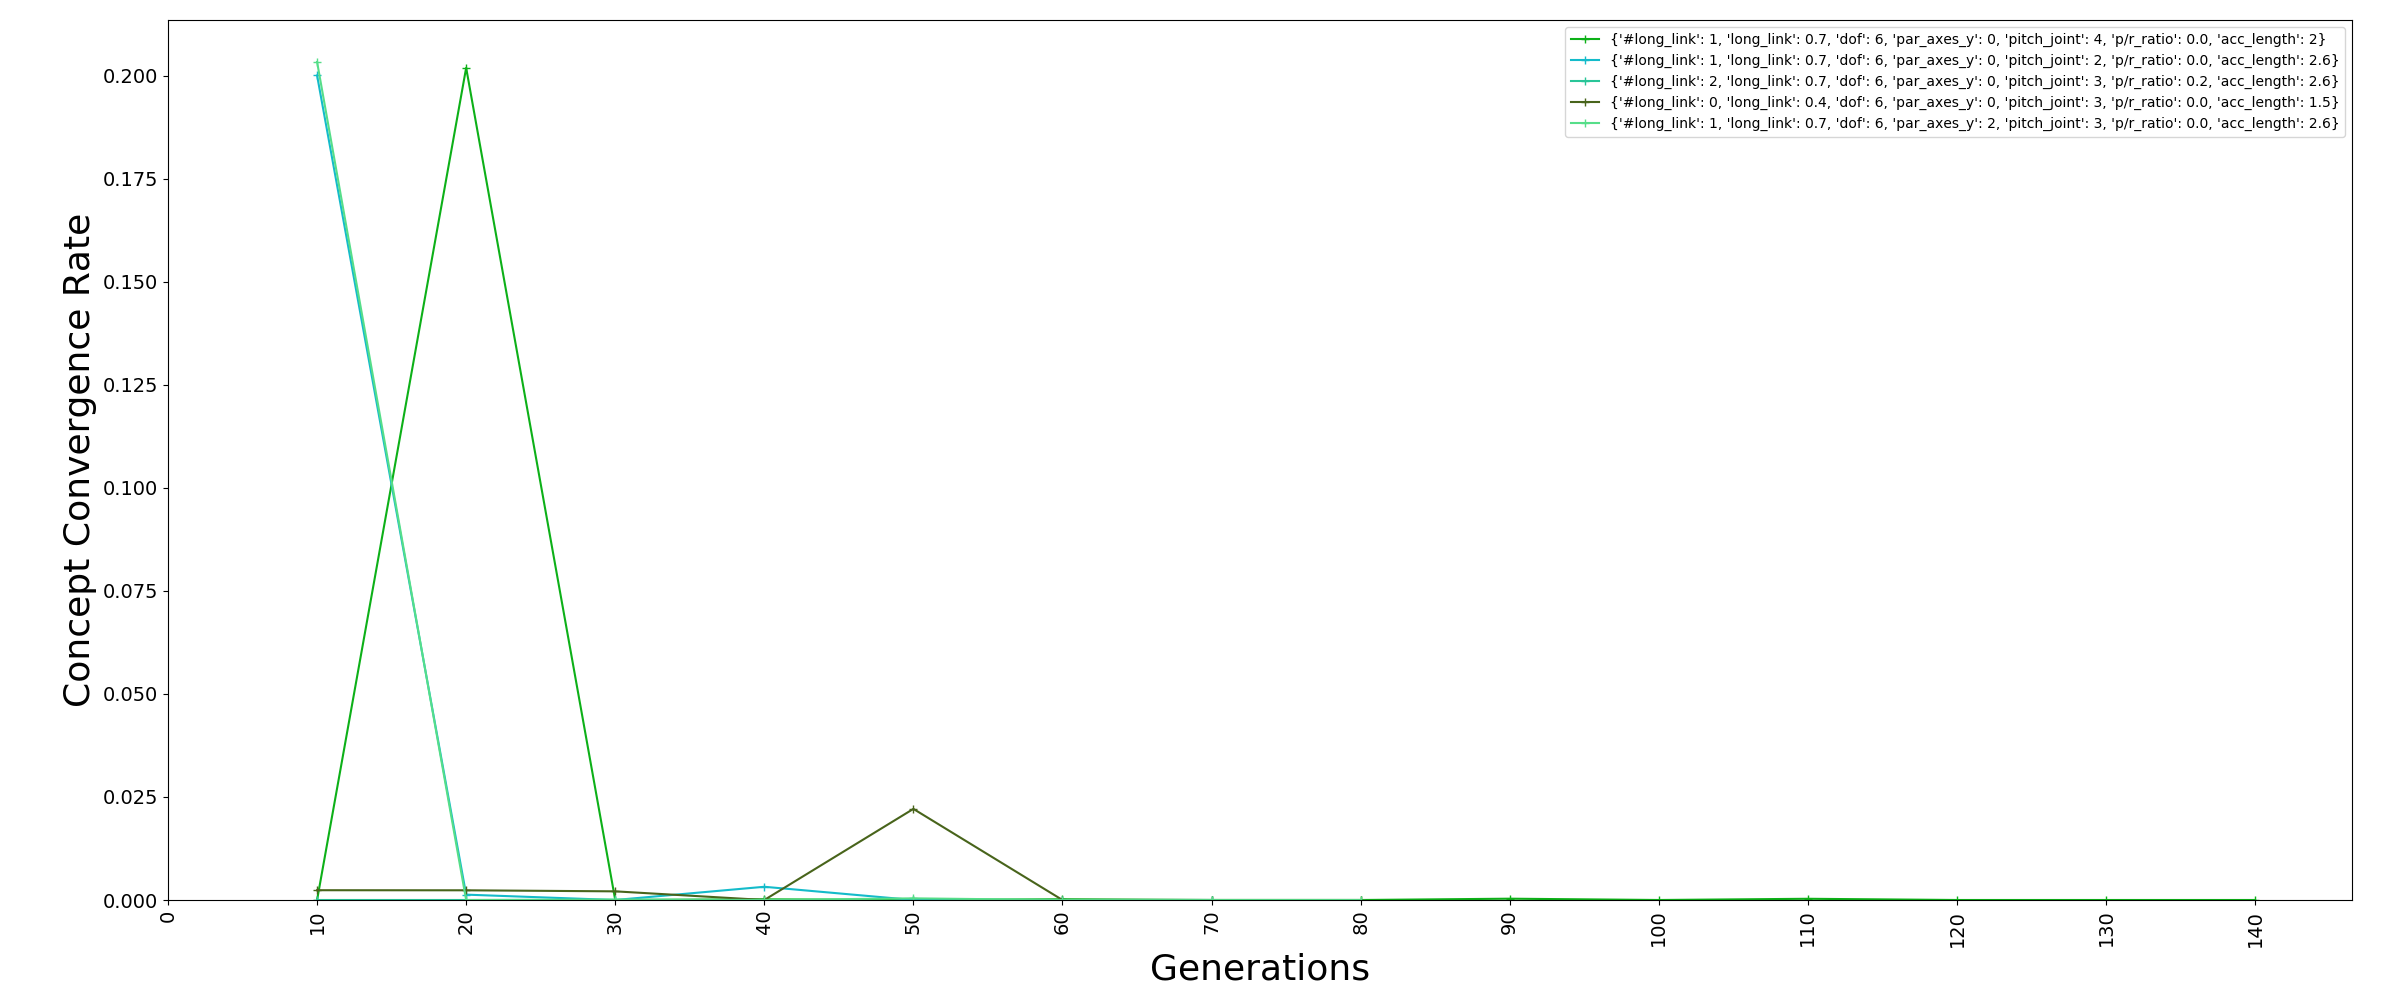 {'#long_link': 1, 'long_link': 0.7, 'dof': 6, 'par_axes_y': 0, 'pitch_joint': 4, 'p/r_ratio': 0.0, 'acc_length': 2}
{'#long_link': 1, 'long_link': 0.7, 'dof': 6, 'par_axes_y': 0, 'pitch_joint': 2, 'p/r_ratio': 0.0, 'acc_length': 2.6}
{'#long_link': 2, 'long_link': 0.7, 'dof': 6, 'par_axes_y': 0, 'pitch_joint': 3, 'p/r_ratio': 0.2, 'acc_length': 2.6}
{'#long_link': 0, 'long_link': 0.4, 'dof': 6, 'par_axes_y': 0, 'pitch_joint': 3, 'p/r_ratio': 0.0, 'acc_length': 1.5}
{'#long_link': 1, 'long_link': 0.7, 'dof': 6, 'par_axes_y': 2, 'pitch_joint': 3, 'p/r_ratio': 0.0, 'acc_length': 2.6}
Concept Convergence Rate
0.200
0.175
0.150
0.125
0.100
0.075
0.050
0.025
0.000
0 10 20 30 40 50 60 70 80 90 100 110 120 130 140
Generations